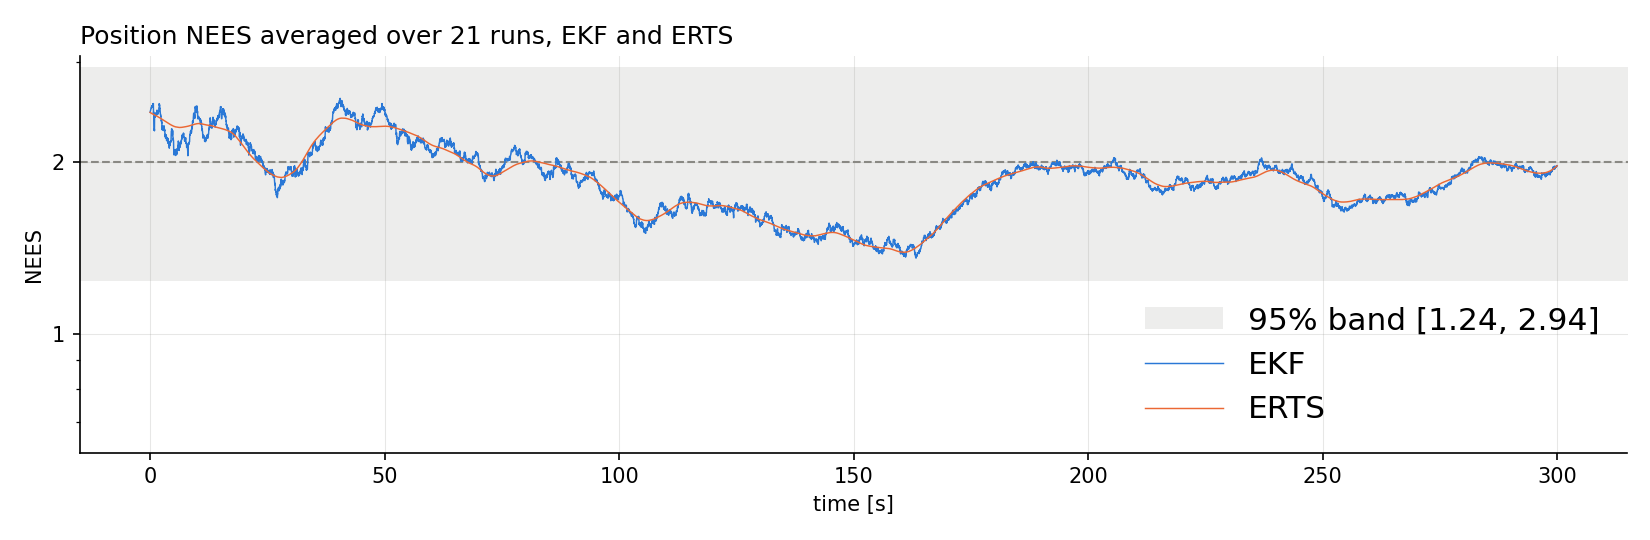 Position NEES averaged over 21 runs, EKF and ERTS
NEES
2
1
95% band [1.24, 2.94]
EKF
ERTS
0 50 100 150 200 250 300
time [s]